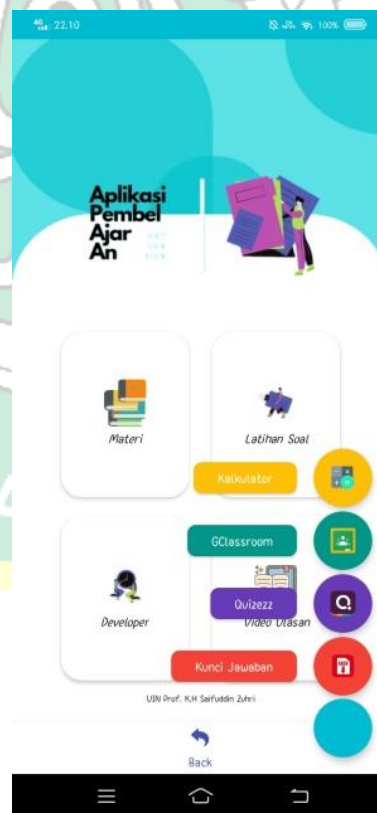 4G 22.10 100%
Aplikasi
Pembel
Ajar
An
Materi
Latihan Soal
Kalkulator
GClassroom
Quizezz
Developer
Video Ulasan
Kunci Jawaban
UIN Prof. K.H Saifuddin Zuhri
Back